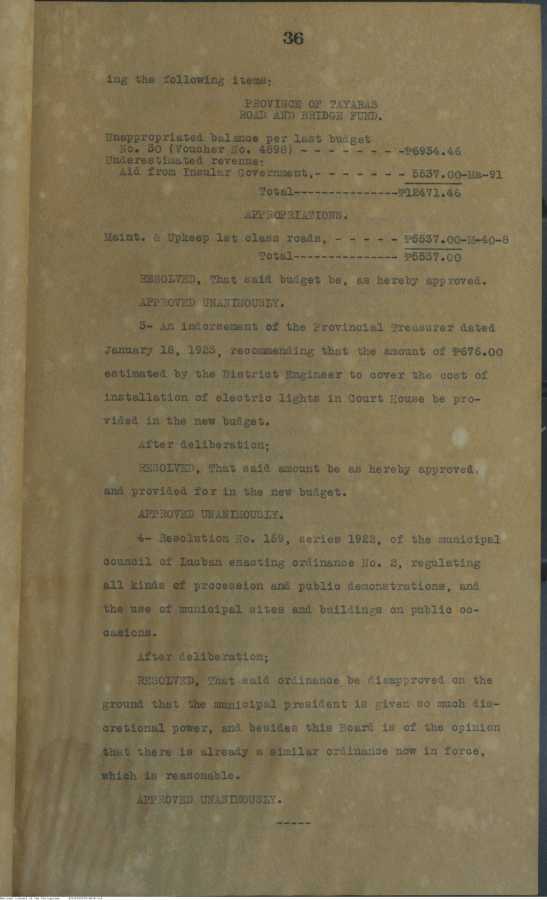 36
ing the following items:
PROVINCE OF TAYABAS
ROAD AND BRIDGE FUND.
Unappropriated balance per last budget
No. 30 (Voucher No. 4898) - - - - - - - -₱6934.46
Underestimated revenue:
Aid from Insular Government,- - - - - - - 5537.00-Ma-91
Total---------------₱12471.46
APPROPRIATIONS.
Maint. & Upkeep 1st class roads, - - - - - ₱5537.00-M-40-8
Total--------------- ₱5537.00
RESOLVED, That said budget be, as hereby approved.
APPROVED UNANIMOUSLY.
3- An indorsement of the Provincial Treasurer dated
January 18, 1923, recommending that the amount of ₱676.00
estimated by the District Engineer to cover the cost of
installation of electric lights in Court House be pro-
vided in the new budget.
After deliberation;
RESOLVED, That said amount be as hereby approved,
and provided for in the new budget.
APPROVED UNANIMOUSLY.
4- Resolution No. 159, series 1922, of the municipal
council of Lucban enacting ordinance No. 2, regulating
all kinds of procession and public demonstrations, and
the use of municipal sites and buildings on public oc-
casions.
After deliberation;
RESOLVED, That said ordinance be disapproved on the
ground that the municipal president is given so much dis-
cretional power, and besides this Board is of the opinion
that there is already a similar ordinance now in force,
which is reasonable.
APPROVED UNANIMOUSLY.
-----
National Library of the Philippines